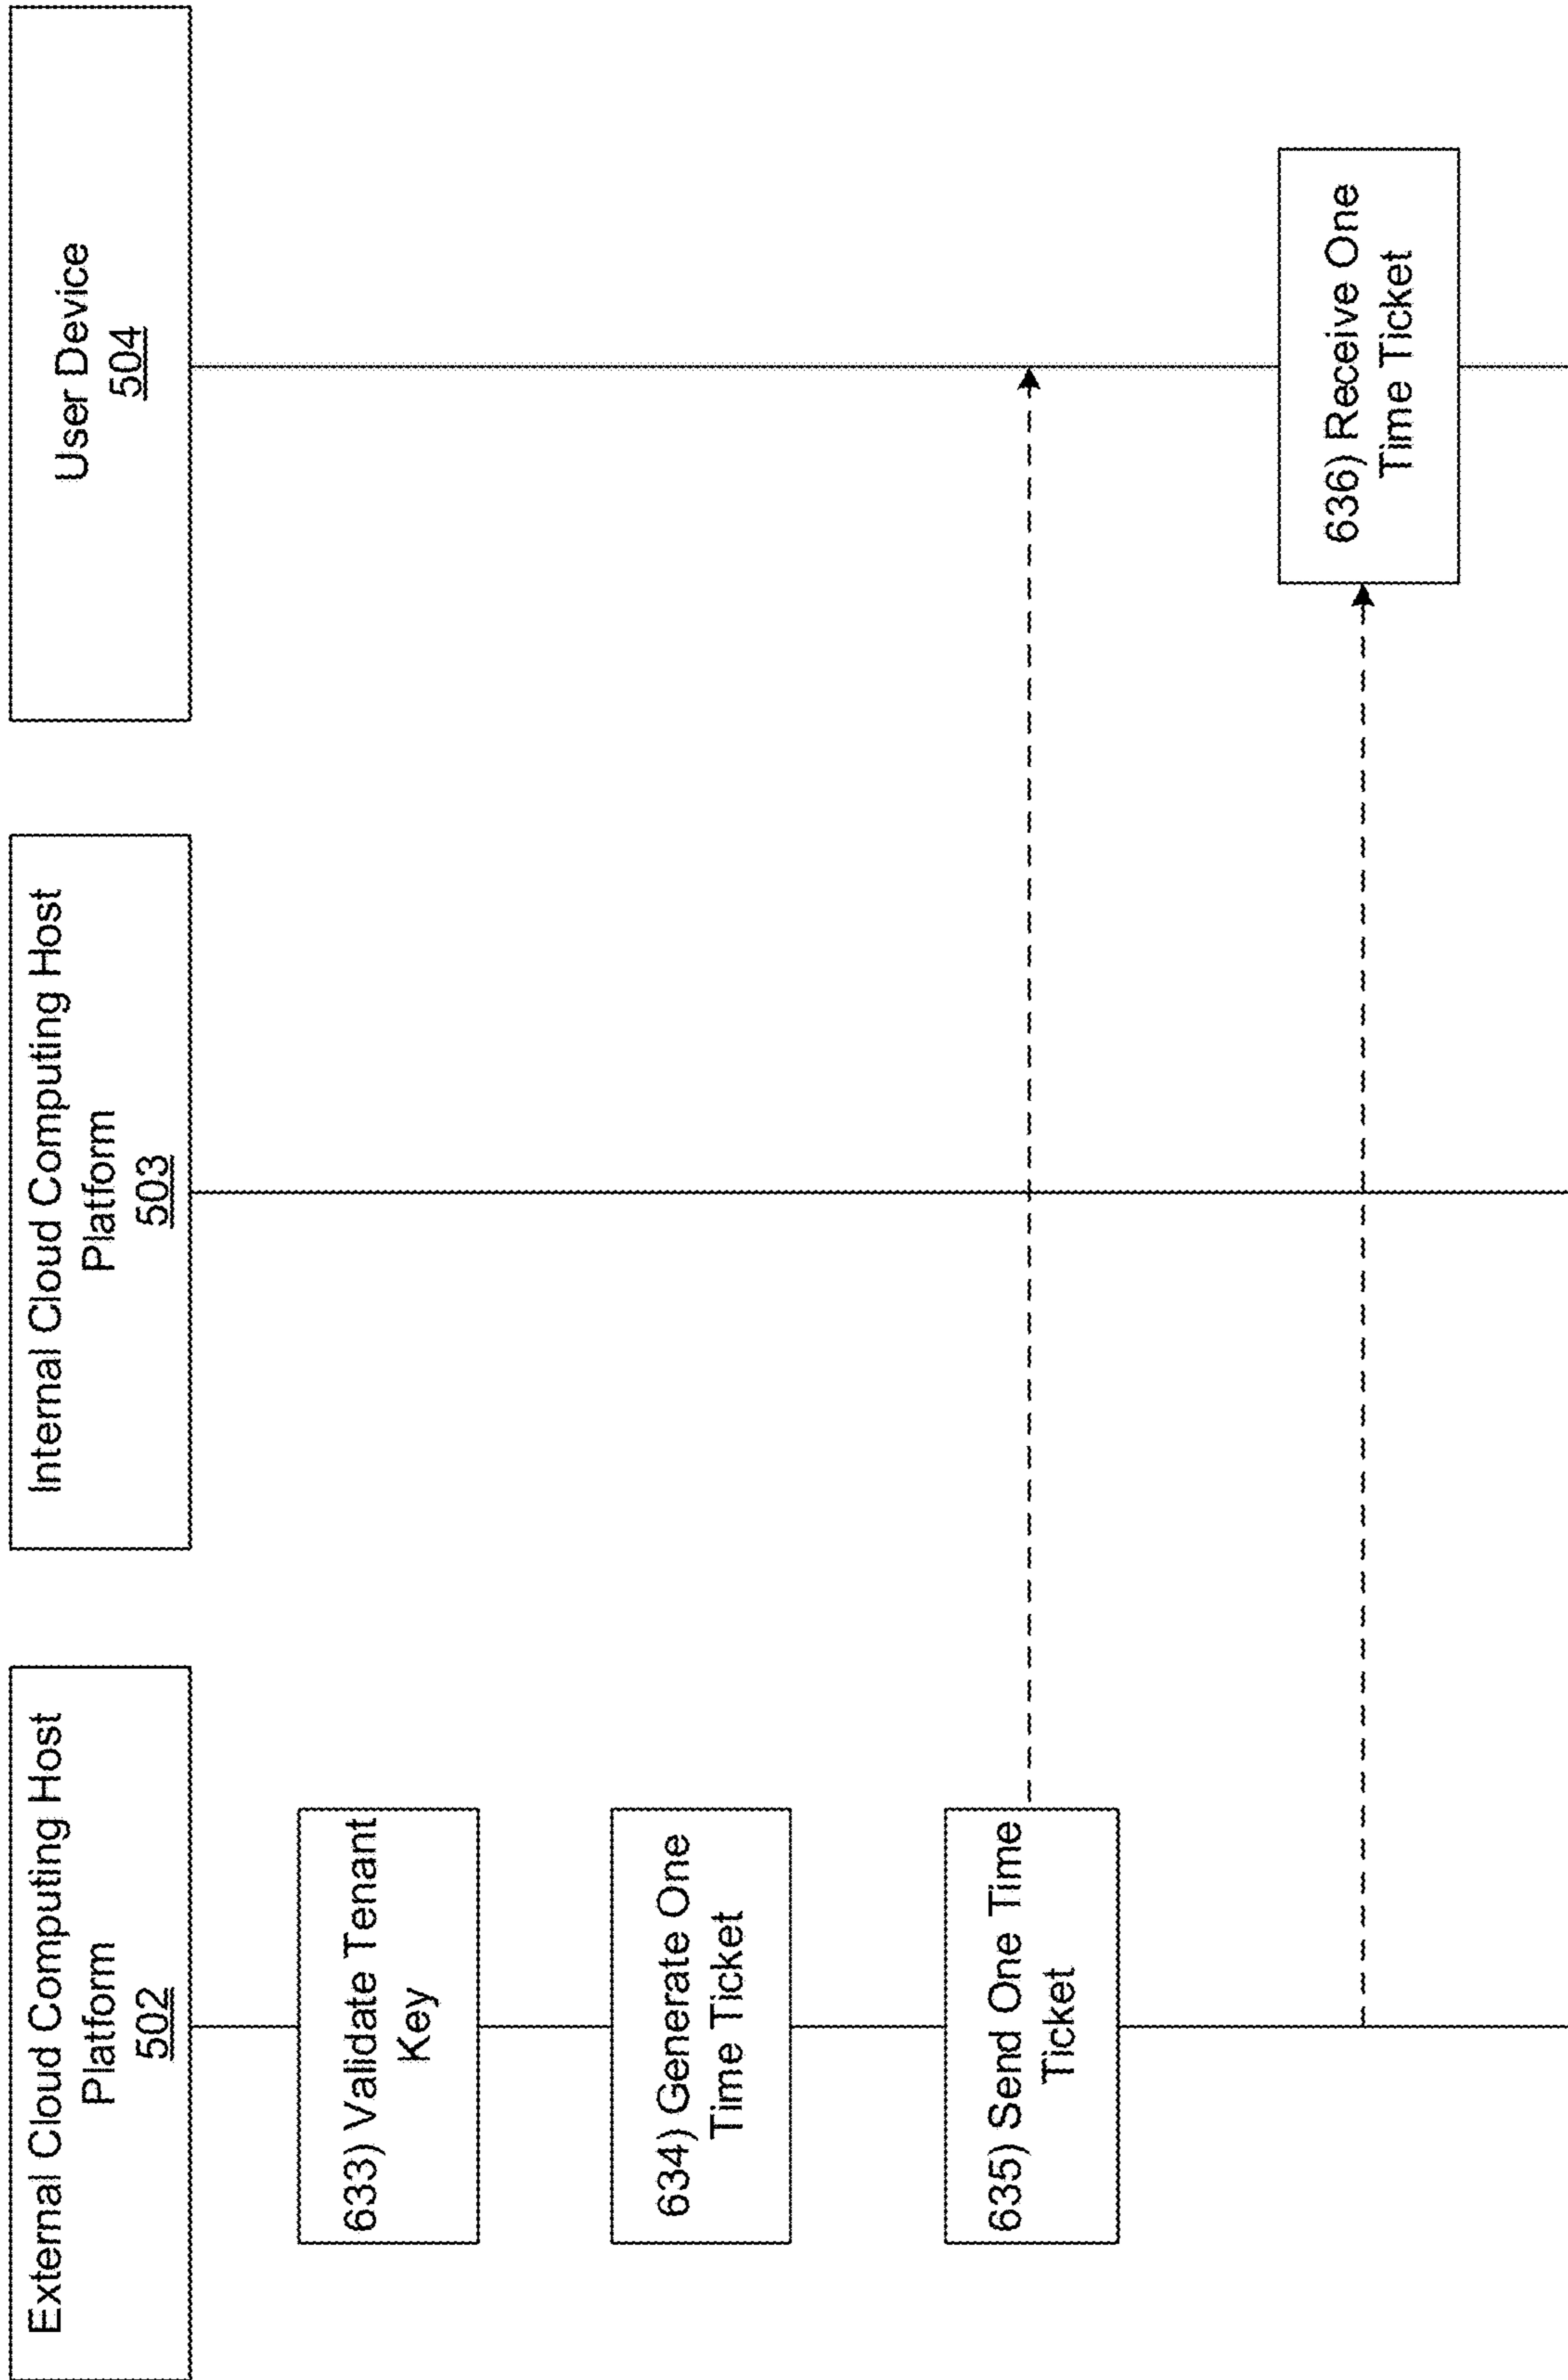 External Cloud Computing Host
Platform
502
Internal Cloud Computing Host
Platform
503
User Device
504
633) Validate Tenant
Key
634) Generate One
Time Ticket
635) Send One Time
Ticket
636) Receive One
Time Ticket